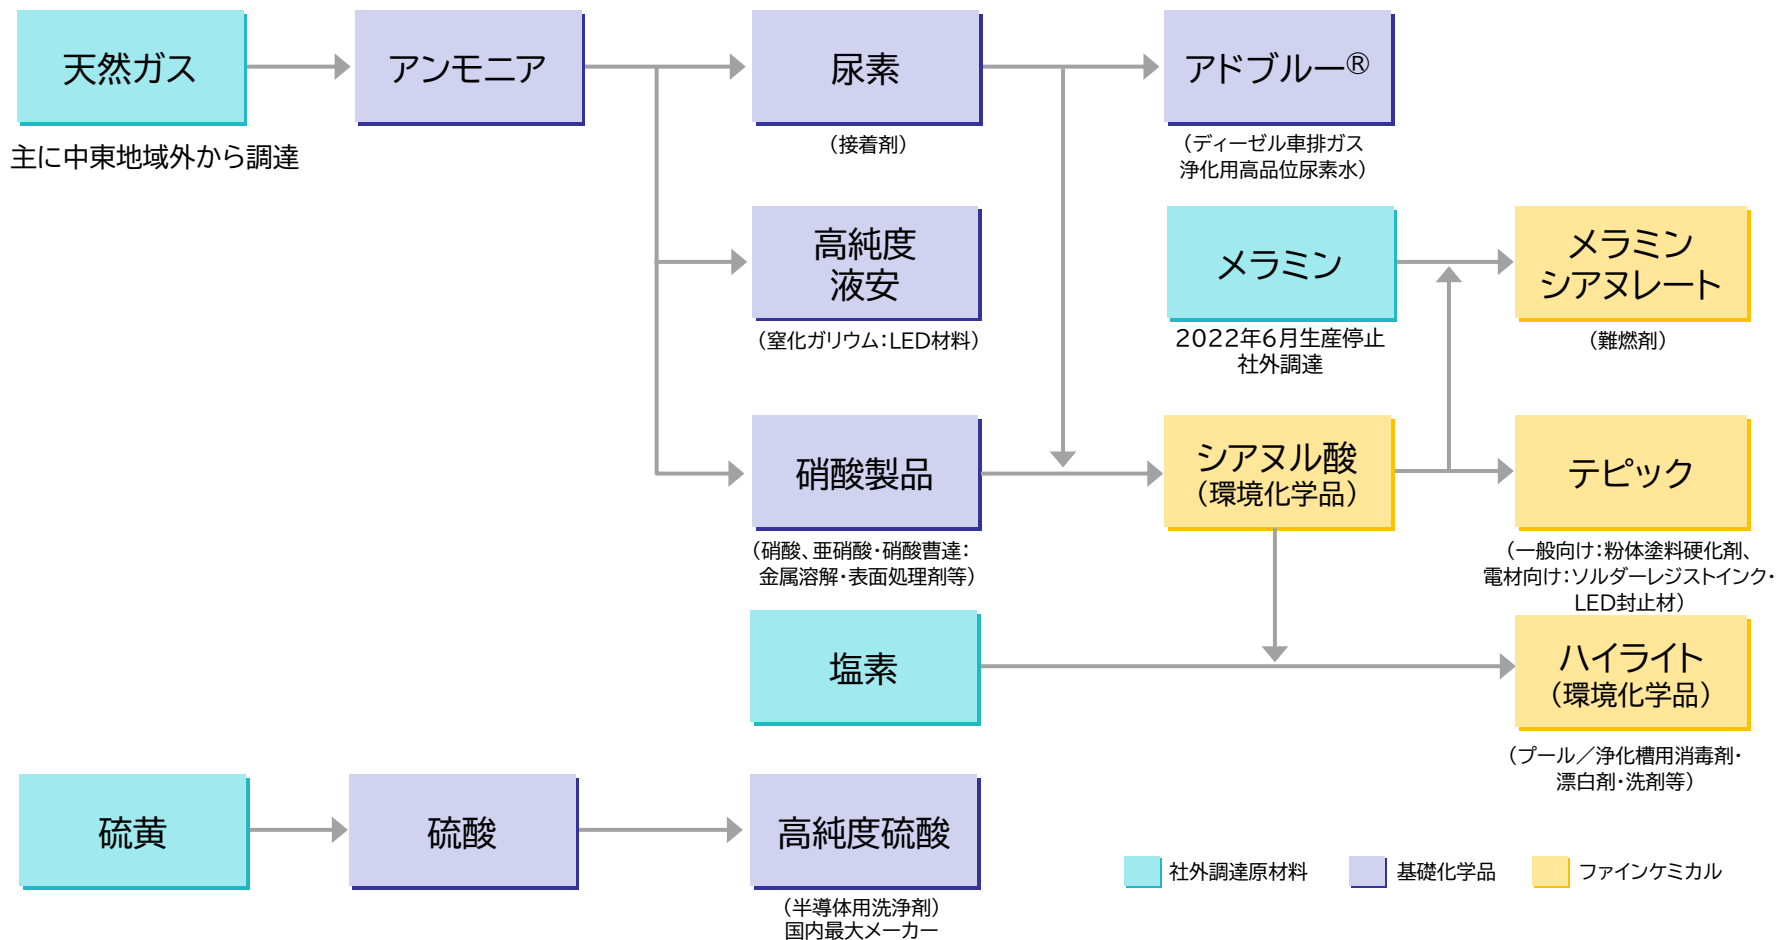 天然ガス
主に中東地域外から調達
アンモニア
尿素
（接着剤）
アドブルー®
（ディーゼル車排ガス
浄化用高品位尿素水）
高純度
液安
（窒化ガリウム：LED材料）
メラミン
2022年6月生産停止
社外調達
メラミン
シアヌレート
（難燃剤）
硝酸製品
（硝酸、亜硝酸・硝酸曹達：
金属溶解・表面処理剤等）
シアヌル酸
（環境化学品）
テピック
（一般向け：粉体塗料硬化剤、
電材向け：ソルダーレジストインク・
LED封止材）
塩素
ハイライト
（環境化学品）
（プール／浄化槽用消毒剤・
漂白剤・洗剤等）
硫黄
硫酸
高純度硫酸
（半導体用洗浄剤）
国内最大メーカー
社外調達原材料
基礎化学品
ファインケミカル